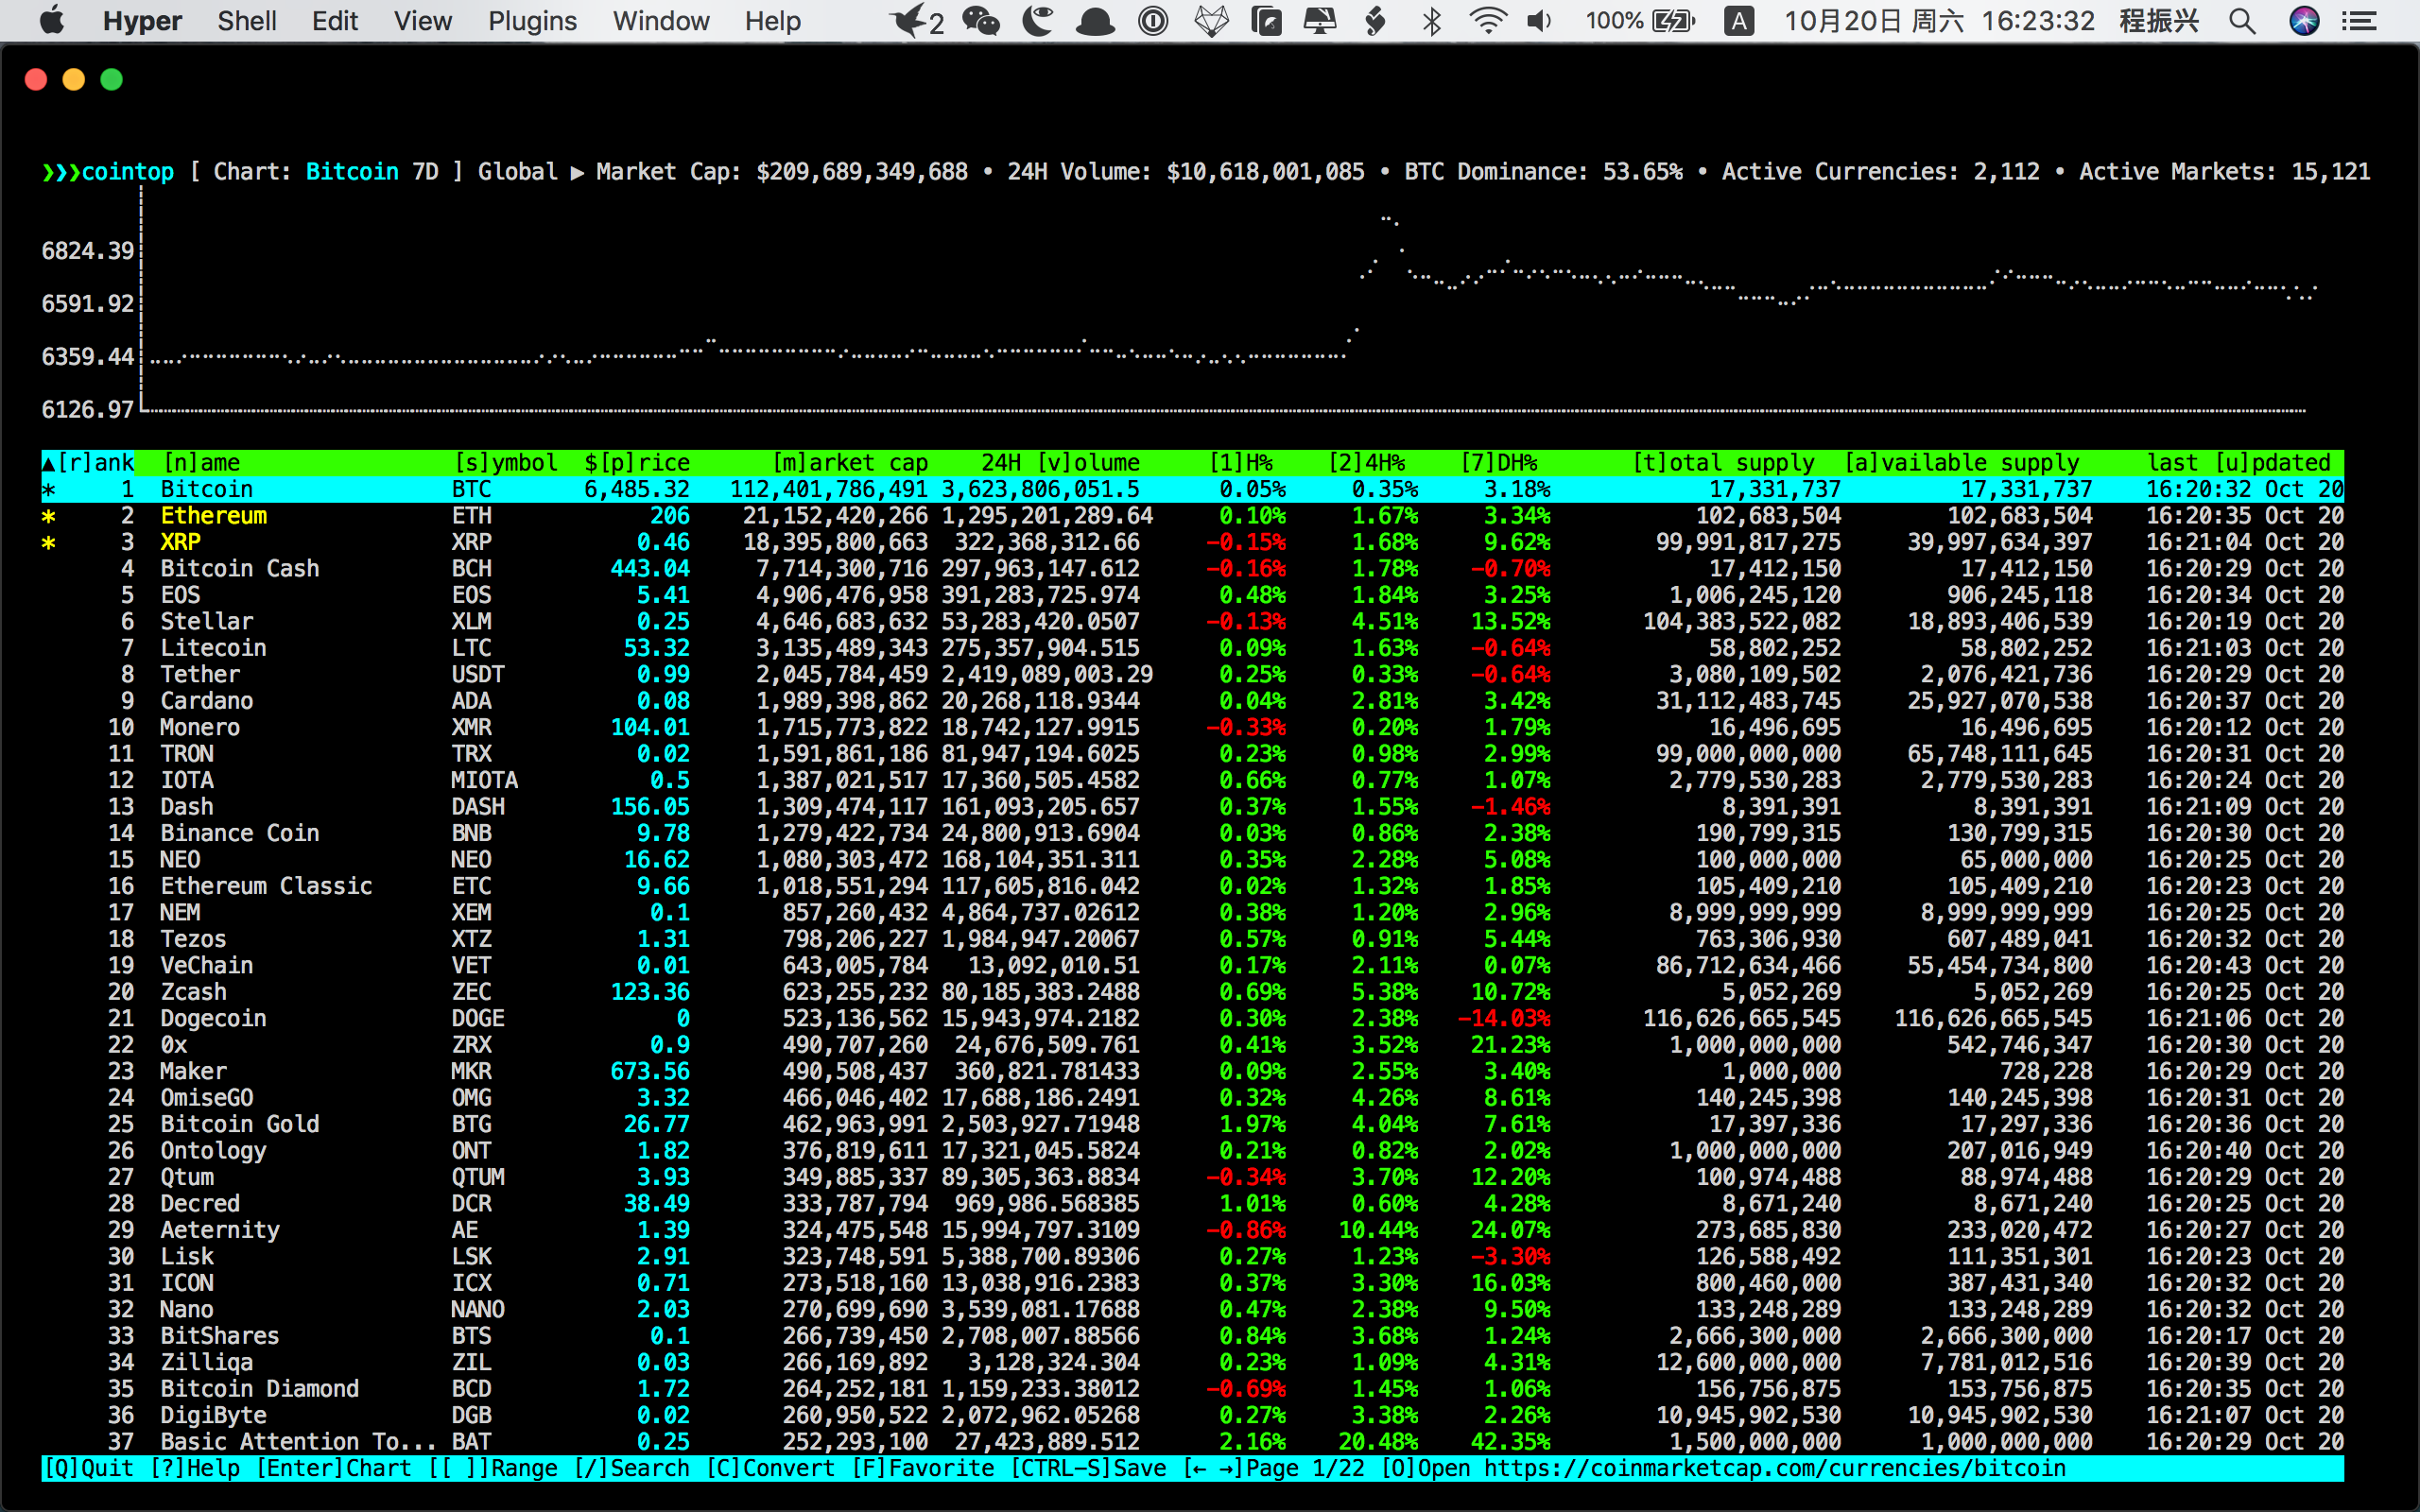 Hyper Shell Edit View Plugins Window Help 2 100% A 10月20日 周六 16:23:32 程振兴
❯❯❯cointop [ Chart: Bitcoin 7D ] Global ▶ Market Cap: $209,689,349,688 • 24H Volume: $10,618,001,085 • BTC Dominance: 53.65% • Active Currencies: 2,112 • Active Markets: 15,121
6824.39
6591.92
6359.44
6126.97
▲[r]ank [n]ame [s]ymbol $[p]rice [m]arket cap 24H [v]olume [1]H% [2]4H% [7]DH% [t]otal supply [a]vailable supply last [u]pdated
* 1 Bitcoin BTC 6,485.32 112,401,786,491 3,623,806,051.5 0.05% 0.35% 3.18% 17,331,737 17,331,737 16:20:32 Oct 20
* 2 Ethereum ETH 206 21,152,420,266 1,295,201,289.64 0.10% 1.67% 3.34% 102,683,504 102,683,504 16:20:35 Oct 20
* 3 XRP XRP 0.46 18,395,800,663 322,368,312.66 -0.15% 1.68% 9.62% 99,991,817,275 39,997,634,397 16:21:04 Oct 20
4 Bitcoin Cash BCH 443.04 7,714,300,716 297,963,147.612 -0.16% 1.78% -0.70% 17,412,150 17,412,150 16:20:29 Oct 20
5 EOS EOS 5.41 4,906,476,958 391,283,725.974 0.48% 1.84% 3.25% 1,006,245,120 906,245,118 16:20:34 Oct 20
6 Stellar XLM 0.25 4,646,683,632 53,283,420.0507 -0.13% 4.51% 13.52% 104,383,522,082 18,893,406,539 16:20:19 Oct 20
7 Litecoin LTC 53.32 3,135,489,343 275,357,904.515 0.09% 1.63% -0.64% 58,802,252 58,802,252 16:21:03 Oct 20
8 Tether USDT 0.99 2,045,784,459 2,419,089,003.29 0.25% 0.33% -0.64% 3,080,109,502 2,076,421,736 16:20:29 Oct 20
9 Cardano ADA 0.08 1,989,398,862 20,268,118.9344 0.04% 2.81% 3.42% 31,112,483,745 25,927,070,538 16:20:37 Oct 20
10 Monero XMR 104.01 1,715,773,822 18,742,127.9915 -0.33% 0.20% 1.79% 16,496,695 16,496,695 16:20:12 Oct 20
11 TRON TRX 0.02 1,591,861,186 81,947,194.6025 0.23% 0.98% 2.99% 99,000,000,000 65,748,111,645 16:20:31 Oct 20
12 IOTA MIOTA 0.5 1,387,021,517 17,360,505.4582 0.66% 0.77% 1.07% 2,779,530,283 2,779,530,283 16:20:24 Oct 20
13 Dash DASH 156.05 1,309,474,117 161,093,205.657 0.37% 1.55% -1.46% 8,391,391 8,391,391 16:21:09 Oct 20
14 Binance Coin BNB 9.78 1,279,422,734 24,800,913.6904 0.03% 0.86% 2.38% 190,799,315 130,799,315 16:20:30 Oct 20
15 NEO NEO 16.62 1,080,303,472 168,104,351.311 0.35% 2.28% 5.08% 100,000,000 65,000,000 16:20:25 Oct 20
16 Ethereum Classic ETC 9.66 1,018,551,294 117,605,816.042 0.02% 1.32% 1.85% 105,409,210 105,409,210 16:20:23 Oct 20
17 NEM XEM 0.1 857,260,432 4,864,737.02612 0.38% 1.20% 2.96% 8,999,999,999 8,999,999,999 16:20:25 Oct 20
18 Tezos XTZ 1.31 798,206,227 1,984,947.20067 0.57% 0.91% 5.44% 763,306,930 607,489,041 16:20:32 Oct 20
19 VeChain VET 0.01 643,005,784 13,092,010.51 0.17% 2.11% 0.07% 86,712,634,466 55,454,734,800 16:20:43 Oct 20
20 Zcash ZEC 123.36 623,255,232 80,185,383.2488 0.69% 5.38% 10.72% 5,052,269 5,052,269 16:20:25 Oct 20
21 Dogecoin DOGE 0 523,136,562 15,943,974.2182 0.30% 2.38% -14.03% 116,626,665,545 116,626,665,545 16:21:06 Oct 20
22 0x ZRX 0.9 490,707,260 24,676,509.761 0.41% 3.52% 21.23% 1,000,000,000 542,746,347 16:20:30 Oct 20
23 Maker MKR 673.56 490,508,437 360,821.781433 0.09% 2.55% 3.40% 1,000,000 728,228 16:20:29 Oct 20
24 OmiseGO OMG 3.32 466,046,402 17,688,186.2491 0.32% 4.26% 8.61% 140,245,398 140,245,398 16:20:31 Oct 20
25 Bitcoin Gold BTG 26.77 462,963,991 2,503,927.71948 1.97% 4.04% 7.61% 17,397,336 17,297,336 16:20:36 Oct 20
26 Ontology ONT 1.82 376,819,611 17,321,045.5824 0.21% 0.82% 2.02% 1,000,000,000 207,016,949 16:20:40 Oct 20
27 Qtum QTUM 3.93 349,885,337 89,305,363.8834 -0.34% 3.70% 12.20% 100,974,488 88,974,488 16:20:29 Oct 20
28 Decred DCR 38.49 333,787,794 969,986.568385 1.01% 0.60% 4.28% 8,671,240 8,671,240 16:20:25 Oct 20
29 Aeternity AE 1.39 324,475,548 15,994,797.3109 -0.86% 10.44% 24.07% 273,685,830 233,020,472 16:20:27 Oct 20
30 Lisk LSK 2.91 323,748,591 5,388,700.89306 0.27% 1.23% -3.30% 126,588,492 111,351,301 16:20:23 Oct 20
31 ICON ICX 0.71 273,518,160 13,038,916.2383 0.37% 3.30% 16.03% 800,460,000 387,431,340 16:20:32 Oct 20
32 Nano NANO 2.03 270,699,690 3,539,081.17688 0.47% 2.38% 9.50% 133,248,289 133,248,289 16:20:32 Oct 20
33 BitShares BTS 0.1 266,739,450 2,708,007.88566 0.84% 3.68% 1.24% 2,666,300,000 2,666,300,000 16:20:17 Oct 20
34 Zilliqa ZIL 0.03 266,169,892 3,128,324.304 0.23% 1.09% 4.31% 12,600,000,000 7,781,012,516 16:20:39 Oct 20
35 Bitcoin Diamond BCD 1.72 264,252,181 1,159,233.38012 -0.69% 1.45% 1.06% 156,756,875 153,756,875 16:20:35 Oct 20
36 DigiByte DGB 0.02 260,950,522 2,072,962.05268 0.27% 3.38% 2.26% 10,945,902,530 10,945,902,530 16:21:07 Oct 20
37 Basic Attention To... BAT 0.25 252,293,100 27,423,889.512 2.16% 20.48% 42.35% 1,500,000,000 1,000,000,000 16:20:29 Oct 20
[Q]Quit [?]Help [Enter]Chart [[ ]]Range [/]Search [C]Convert [F]Favorite [CTRL-S]Save [← →]Page 1/22 [O]Open https://coinmarketcap.com/currencies/bitcoin